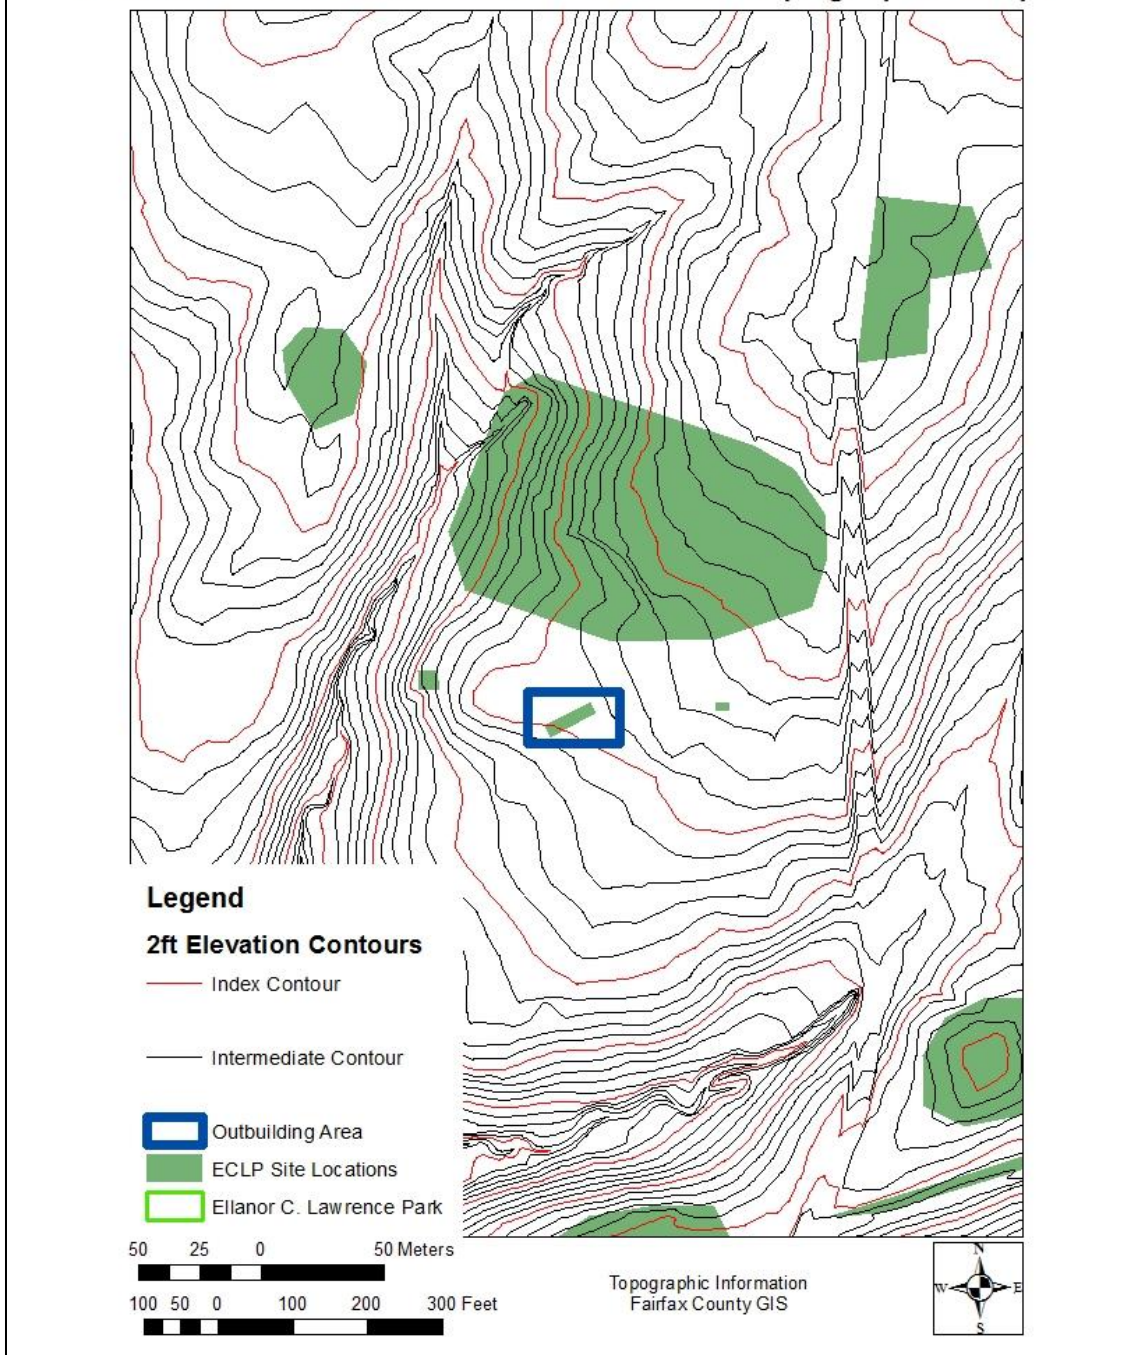 Legend
2ft Elevation Contours
Index Contour
Intermediate Contour
Outbuilding Area
ECLP Site Locations
Ellanor C. Lawrence Park
50 25 0 50 Meters
100 50 0 100 200 300 Feet
Topographic Information
Fairfax County GIS
N
W E
S